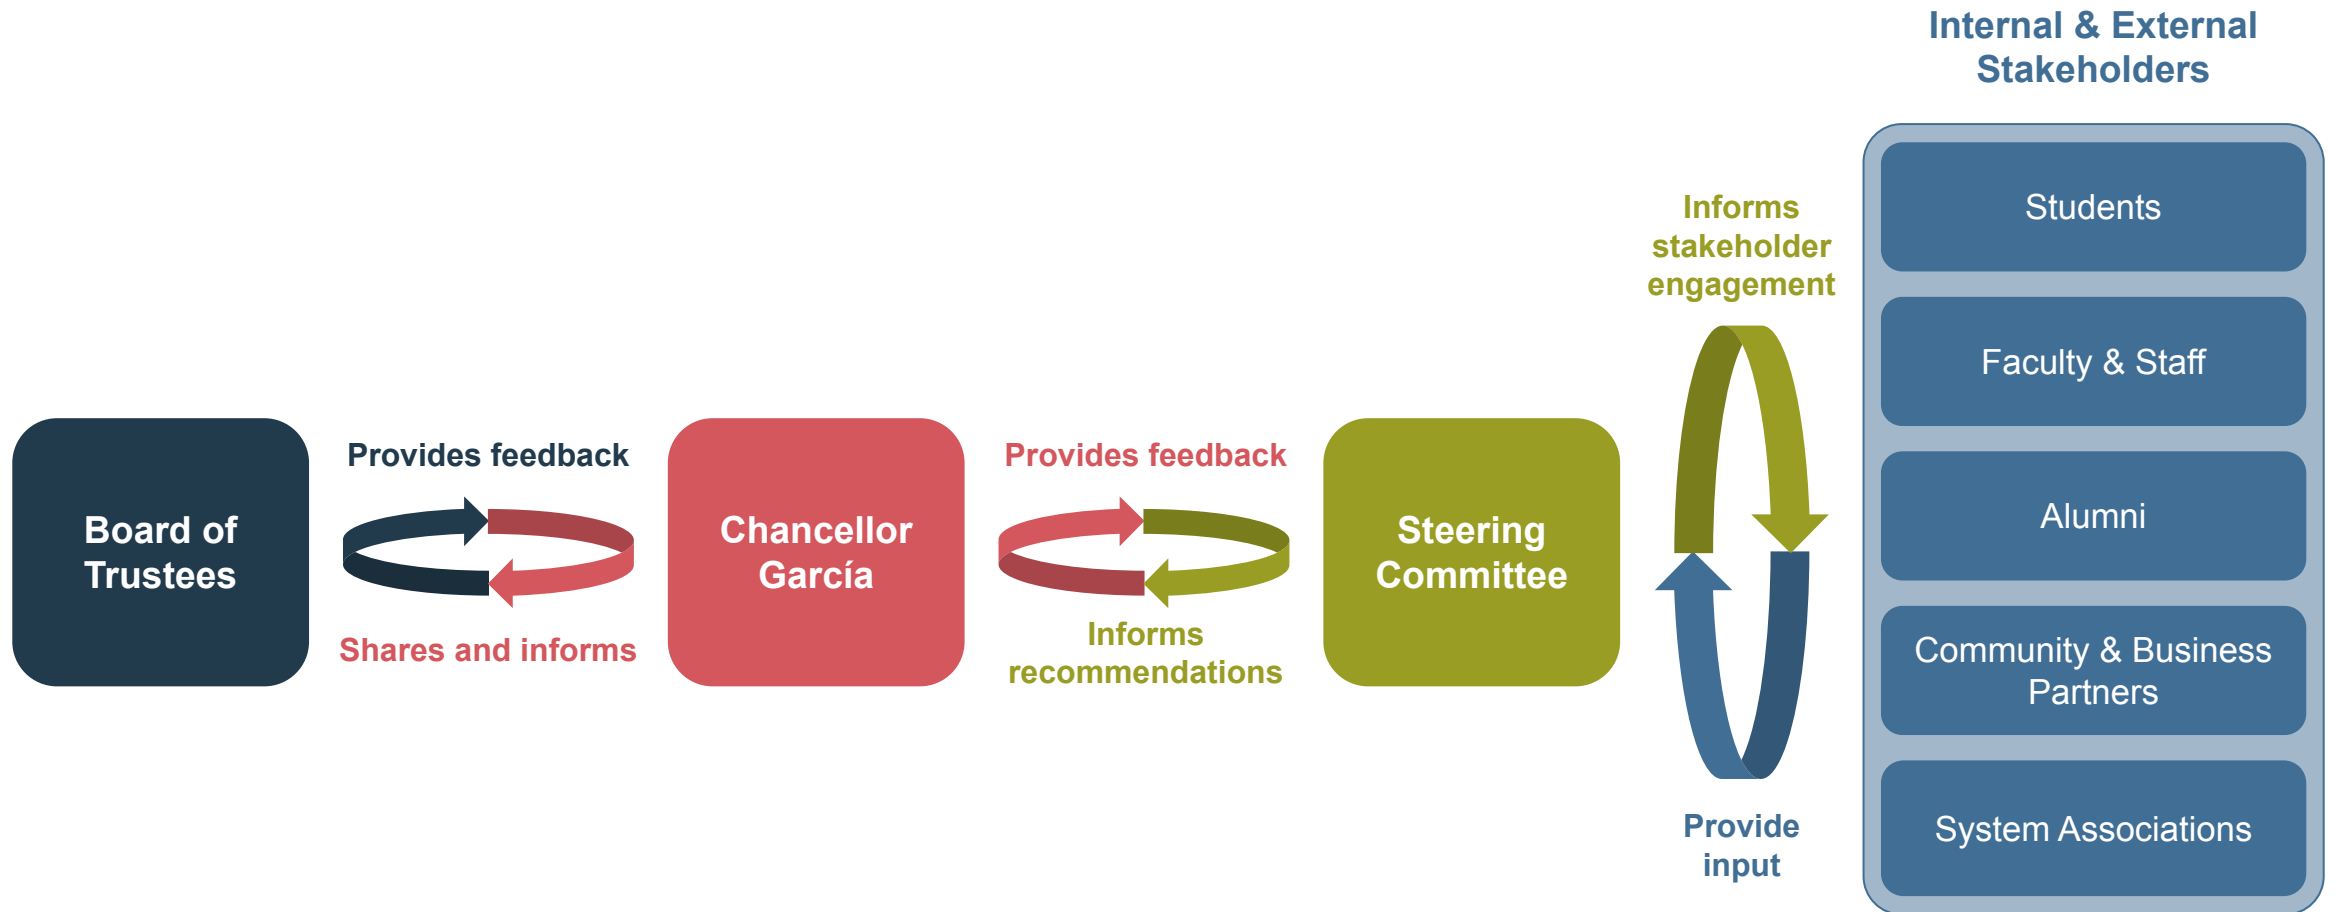 Internal & External
Stakeholders
Board of
Trustees
Provides feedback
Shares and informs
Chancellor
García
Provides feedback
Informs
recommendations
Steering
Committee
Informs
stakeholder
engagement
Provide
input
Students
Faculty & Staff
Alumni
Community & Business
Partners
System Associations